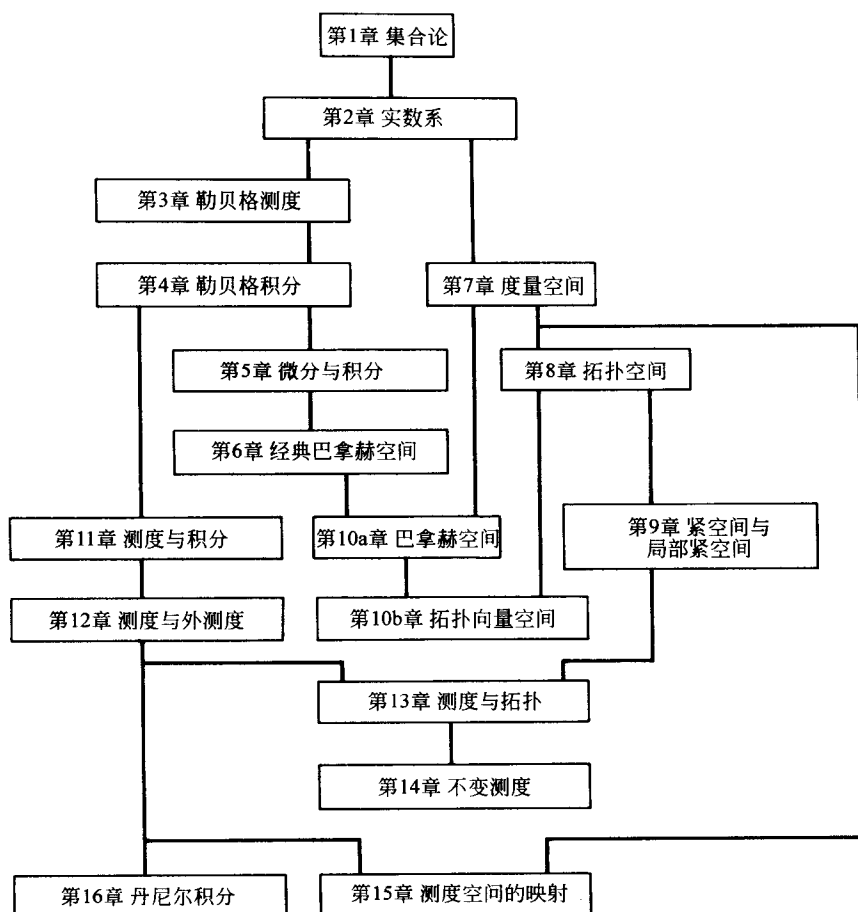 第1章 集合论
第2章 实数系
第3章 勒贝格测度
第4章 勒贝格积分
第7章 度量空间
第5章 微分与积分
第8章 拓扑空间
第6章 经典巴拿赫空间
第11章 测度与积分
第10a章 巴拿赫空间
第9章 紧空间与
局部紧空间
第12章 测度与外测度
第10b章 拓扑向量空间
第13章 测度与拓扑
第14章 不变测度
第16章 丹尼尔积分
第15章 测度空间的映射